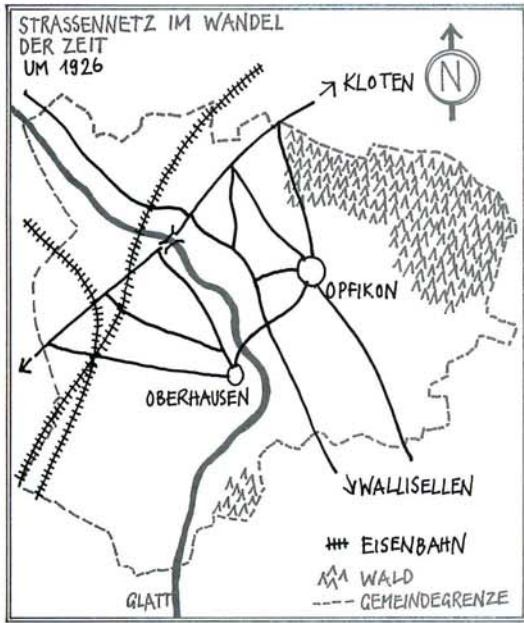 STRASSENNETZ IM WANDEL
DER ZEIT
UM 1926
KLOTEN
N
OPFIKON
OBERHAUSEN
WALLISELLEN
EISENBAHN
WALD
GLATT
GEMEINDEGRENZE